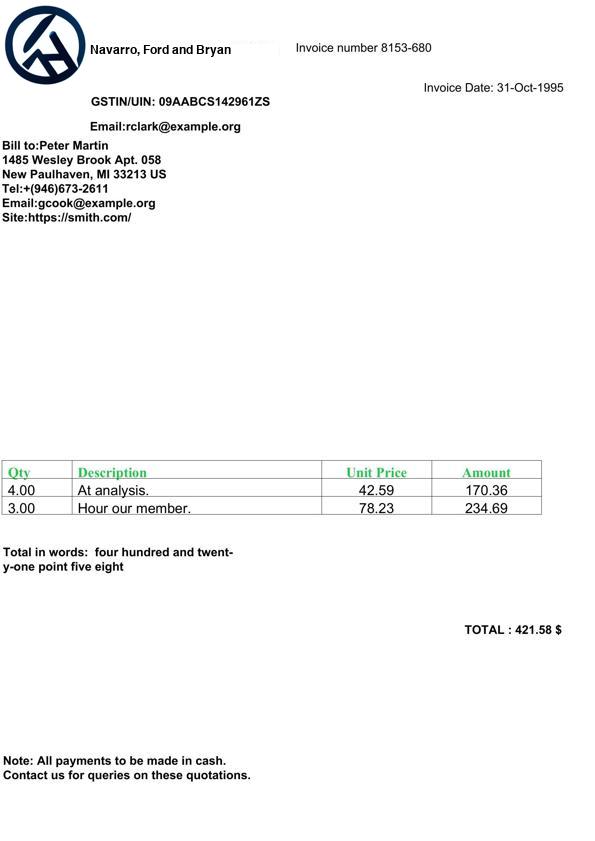 Navarro, Ford and Bryan
Invoice number 8153-680
Invoice Date: 31-Oct-1995
GSTIN/UIN: 09AABCS142961ZS
Email:rclark@example.org
Bill to:Peter Martin
1485 Wesley Brook Apt. 058
New Paulhaven, MI 33213 US
Tel:+(946)673-2611
Email:gcook@example.org
Site:https://smith.com/
Qty Description Unit Price Amount
4.00 At analysis. 42.59 170.36
3.00 Hour our member. 78.23 234.69
Total in words:  four hundred and twent-
y-one point five eight
TOTAL : 421.58 $
Note: All payments to be made in cash.
Contact us for queries on these quotations.